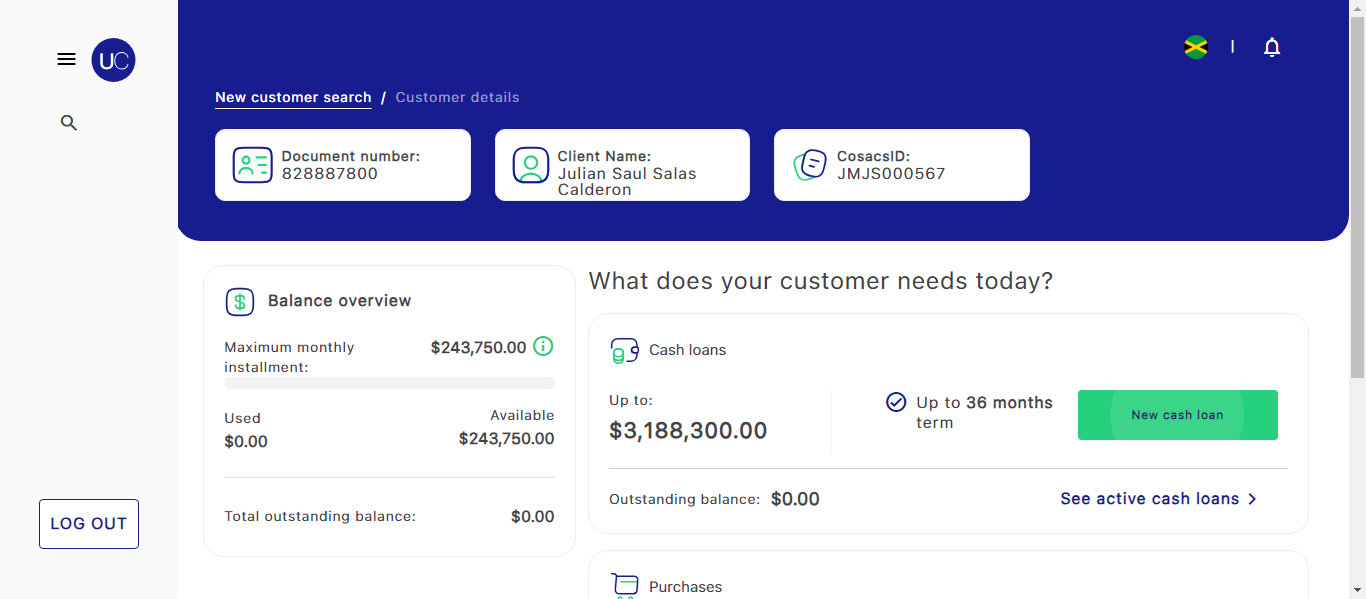 UC
New customer search / Customer details
Document number:
828887800
Client Name:
Julian Saul Salas
Calderon
CosacsID:
JMJS000567
Balance overview
Maximum monthly
installment:
$243,750.00
Used
$0.00
Available
$243,750.00
Total outstanding balance:
$0.00
What does your customer needs today?
Cash loans
Up to:
$3,188,300.00
Up to 36 months
term
New cash loan
Outstanding balance: $0.00
See active cash loans
Purchases
LOG OUT